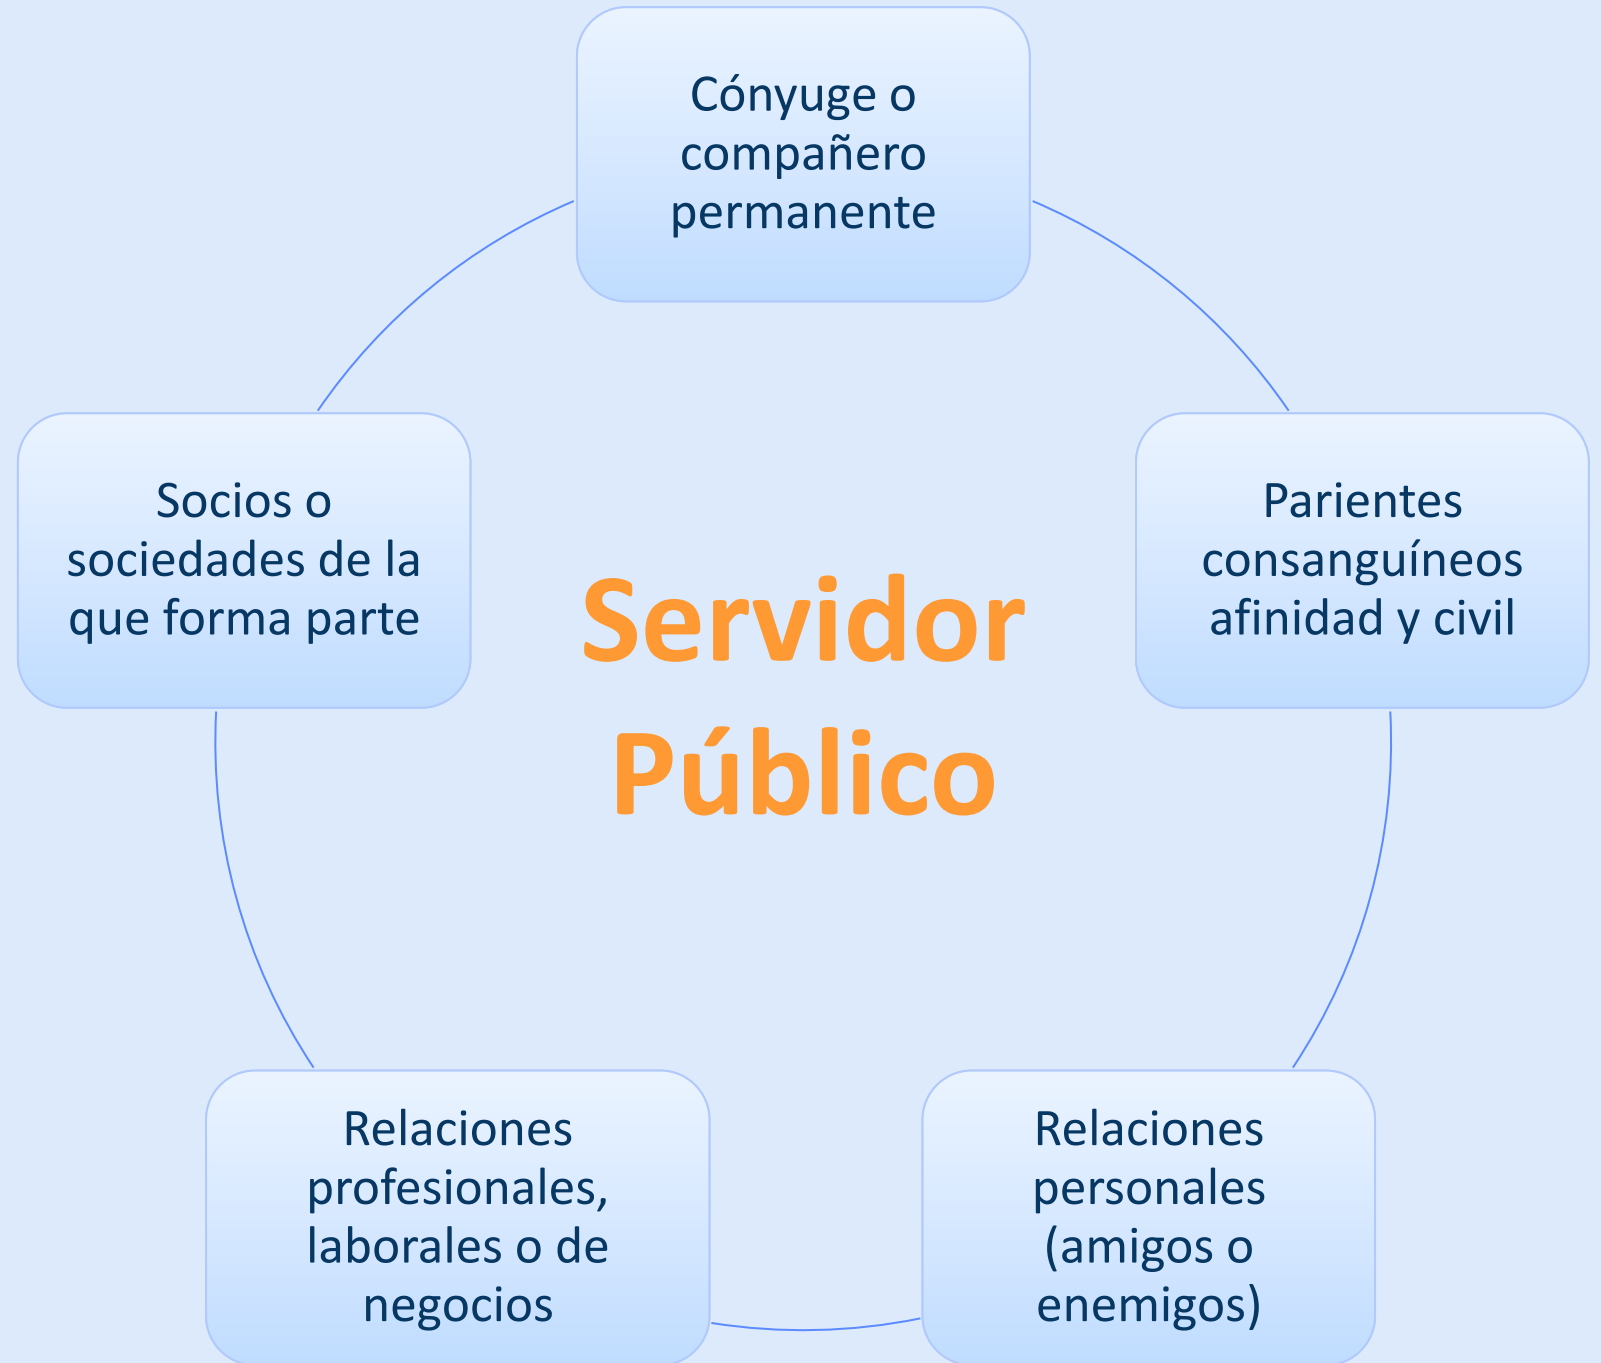 Cónyuge o
compañero
permanente
Parientes
consanguíneos
afinidad y civil
Relaciones
personales
(amigos o
enemigos)
Relaciones
profesionales,
laborales o de
negocios
Socios o
sociedades de la
que forma parte
Servidor
Público